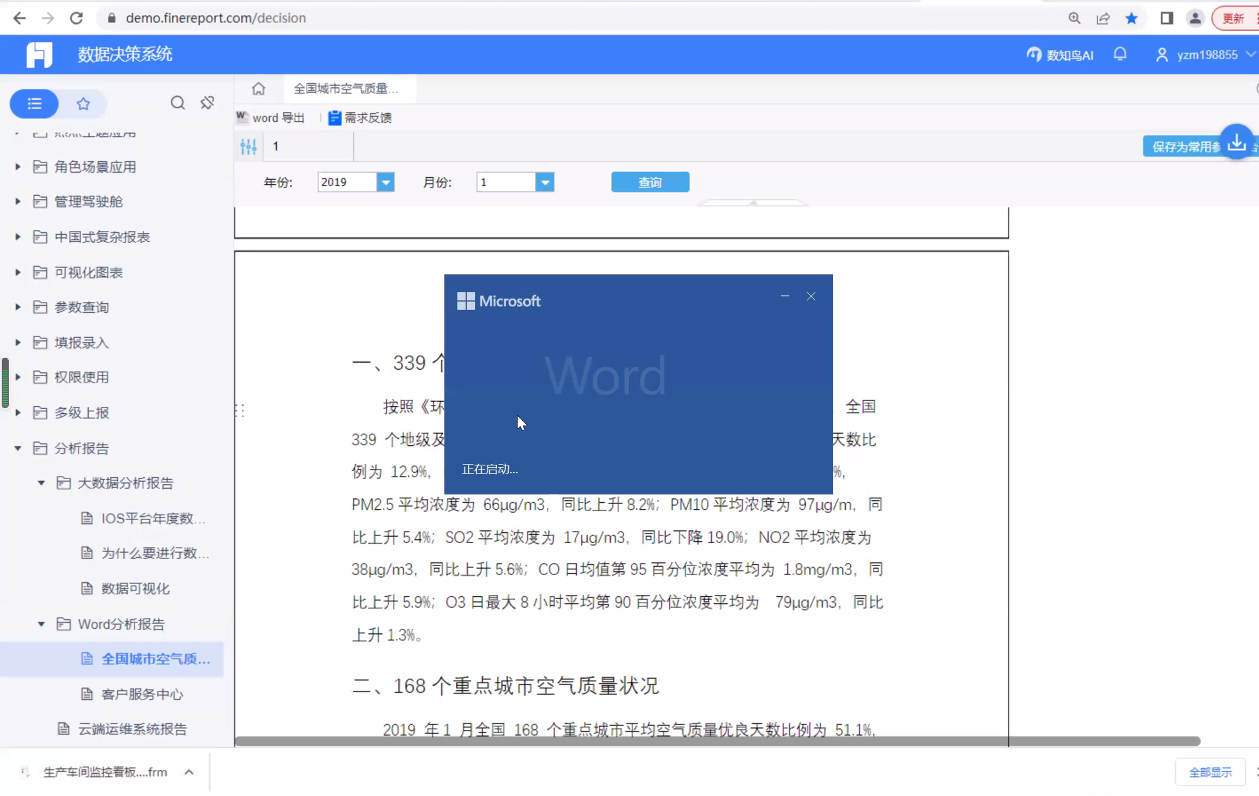 demo.finereport.com/decision
更新
数据决策系统
数知鸟AI
yzm198855
全国城市空气质量...
word 导出
需求反馈
1
保存为常用参
年份:
2019
月份:
1
查询
角色场景应用
管理驾驶舱
中国式复杂报表
可视化图表
参数查询
填报录入
权限使用
多级上报
分析报告
大数据分析报告
IOS平台年度数...
为什么要进行数...
数据可视化
Word分析报告
全国城市空气质...
客户服务中心
云端运维系统报告
Microsoft
Word
正在启动...
一、339 个
按照《环
全国
339 个地级及
天数比
例为 12.9%,
%,
PM2.5 平均浓度为 66μg/m3, 同比上升 8.2%; PM10 平均浓度为 97μg/m, 同
比上升 5.4%; SO2 平均浓度为 17μg/m3, 同比下降 19.0%; NO2 平均浓度为
38μg/m3, 同比上升 5.6%; CO 日均值第 95 百分位浓度平均为 1.8mg/m3, 同
比上升 5.9%; O3 日最大 8 小时平均第 90 百分位浓度平均为 79μg/m3, 同比
上升 1.3%。
二、168 个重点城市空气质量状况
2019 年 1 月全国 168 个重点城市平均空气质量优良天数比例为 51.1%,
生产车间监控看板....frm
全部显示